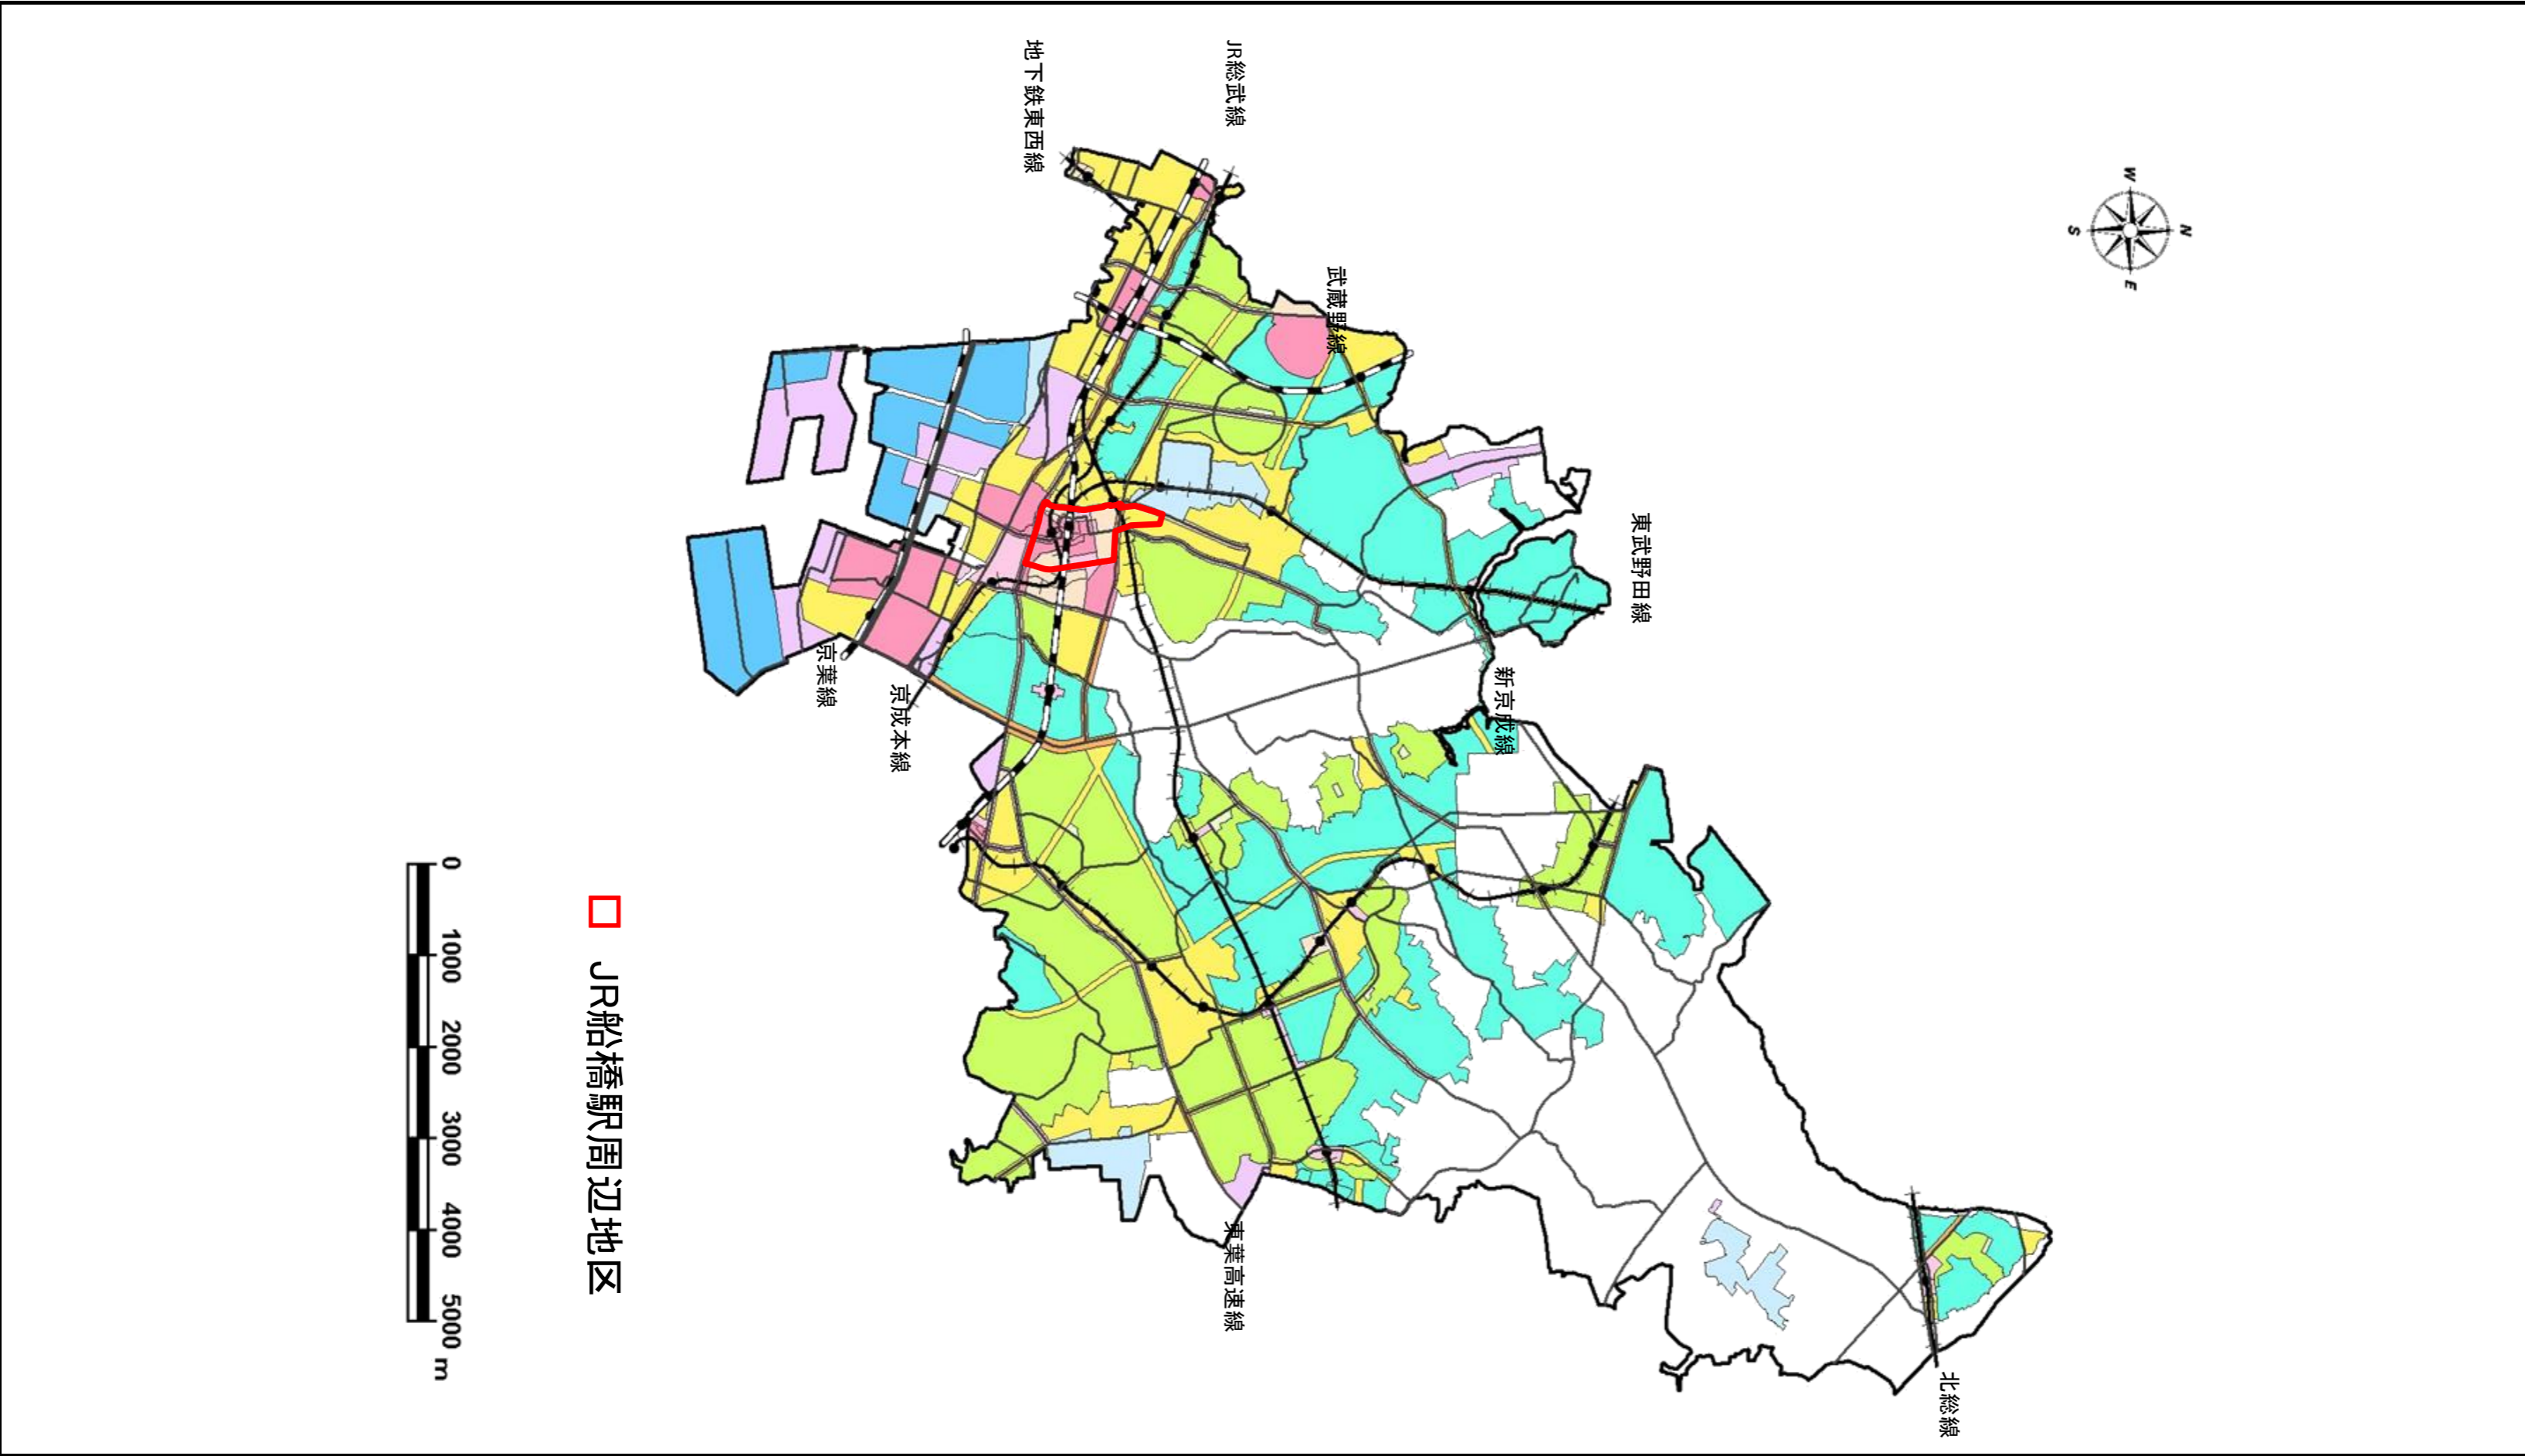 地下鉄東西線
JR総武線
武蔵野線
東武野田線
新京成線
京葉線
京成本線
東葉高速線
北総線
W
N
S
E
JR船橋駅周辺地区
0 1000 2000 3000 4000 5000 m